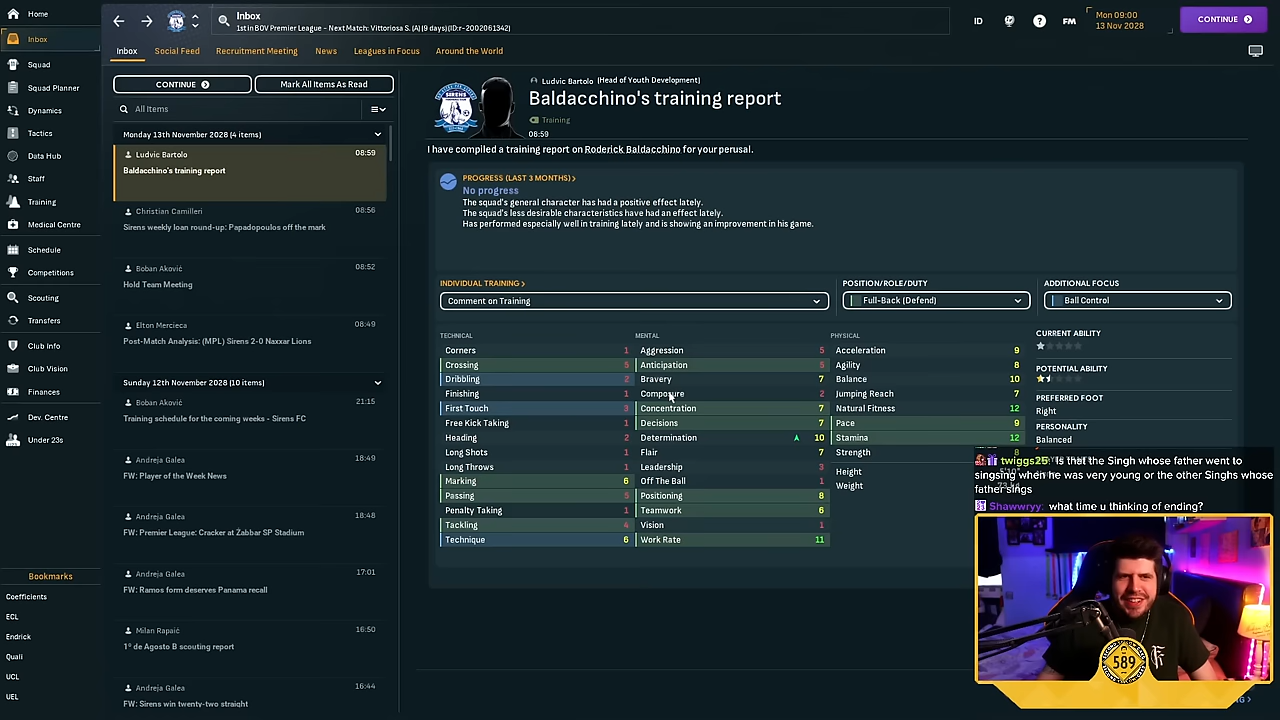 Home
Inbox
Squad
Squad Planner
Dynamics
Tactics
Data Hub
Staff
Training
Medical Centre
Schedule
Competitions
Scouting
Transfers
Club Info
Club Vision
Finances
Dev. Centre
Under 23s
Bookmarks
Coefficients
ECL
Endrick
Quali
UCL
UEL
Inbox
1st in BOV Premier League - Next Match: Vittoriosa S. (A) (9 days) (ID:r-2002061342)
ID
FM
Mon 09:00
13 Nov 2028
CONTINUE
Inbox Social Feed Recruitment Meeting News Leagues in Focus Around the World
CONTINUE
Mark All Items As Read
All Items
Monday 13th November 2028 (4 items)
Ludvic Bartolo 08:59
Baldacchino's training report
Christian Camilleri 08:56
Sirens weekly loan round-up: Papadopoulos off the mark
Boban Aković 08:52
Hold Team Meeting
Elton Mercieca 08:49
Post-Match Analysis: (MPL) Sirens 2-0 Naxxar Lions
Sunday 12th November 2028 (10 items)
Boban Aković 21:15
Training schedule for the coming weeks - Sirens FC
Andreja Galea 18:49
FW: Player of the Week News
Andreja Galea 18:48
FW: Premier League: Cracker at Żabbar SP Stadium
Andreja Galea 17:01
FW: Ramos form deserves Panama recall
Milan Rapaić 16:50
1º de Agosto B scouting report
Andreja Galea 16:44
FW: Sirens win twenty-two straight
SIRENS
Ludvic Bartolo (Head of Youth Development)
Baldacchino's training report
Training
08:59
I have compiled a training report on Roderick Baldacchino for your perusal.
PROGRESS (LAST 3 MONTHS) >
No progress
The squad's general character has had a positive effect lately.
The squad's less desirable characteristics have had an effect lately.
Has performed especially well in training lately and is showing an improvement in his game.
INDIVIDUAL TRAINING >
Comment on Training
POSITION/ROLE/DUTY
Full-Back (Defend)
ADDITIONAL FOCUS
Ball Control
TECHNICAL
Corners 1
Crossing 5
Dribbling 2
Finishing 1
First Touch 3
Free Kick Taking 1
Heading 2
Long Shots 1
Long Throws 1
Marking 6
Passing 5
Penalty Taking 1
Tackling 4
Technique 6
MENTAL
Aggression 5
Anticipation 5
Bravery 7
Composure 2
Concentration 7
Decisions 7
Determination 10
Flair 7
Leadership 3
Off The Ball 1
Positioning 8
Teamwork 6
Vision 1
Work Rate 11
PHYSICAL
Acceleration 9
Agility 8
Balance 10
Jumping Reach 7
Natural Fitness 12
Pace 9
Stamina 12
Strength 8
Height
Weight
CURRENT ABILITY
POTENTIAL ABILITY
PREFERRED FOOT
Right
PERSONALITY
Balanced
twiggs25: Is that the Singh whose father went to
singsing when he was very young or the other Singhs whose
father sings
Shawwryy: what time u thinking of ending?
589